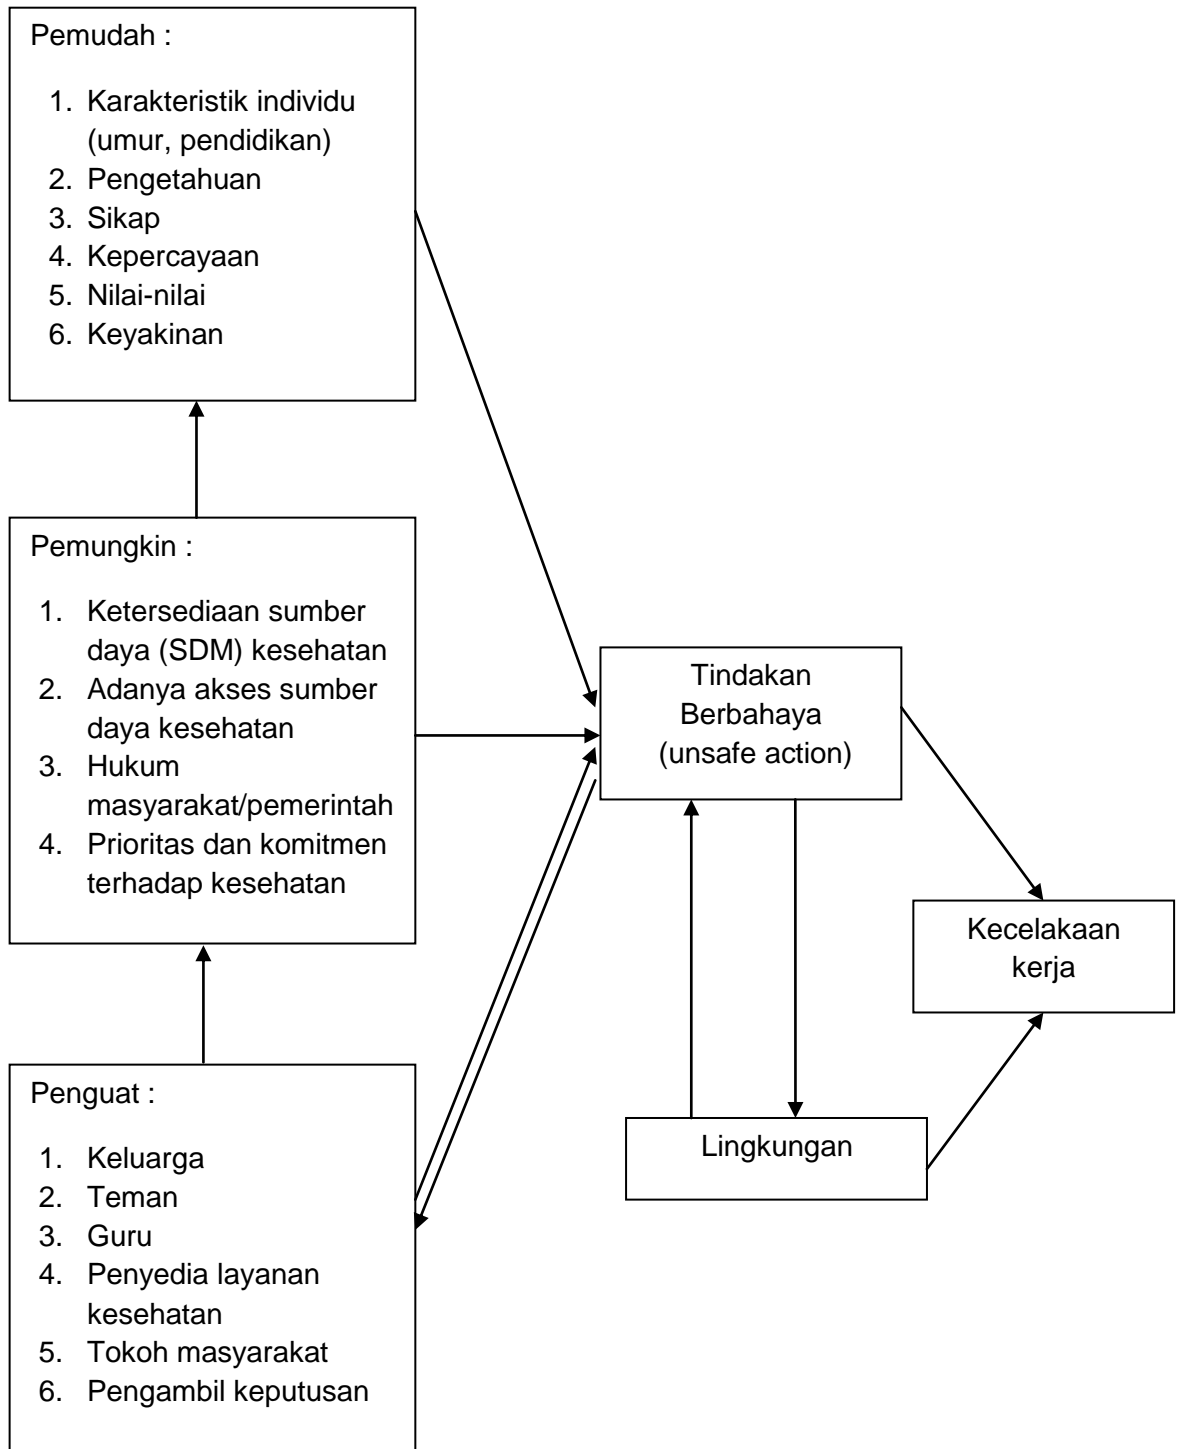 Pemudah :
1. Karakteristik individu
(umur, pendidikan)
2. Pengetahuan
3. Sikap
4. Kepercayaan
5. Nilai-nilai
6. Keyakinan
Pemungkin :
1. Ketersediaan sumber
daya (SDM) kesehatan
2. Adanya akses sumber
daya kesehatan
3. Hukum
masyarakat/pemerintah
4. Prioritas dan komitmen
terhadap kesehatan
Tindakan
Berbahaya
(unsafe action)
Kecelakaan
kerja
Penguat :
1. Keluarga
2. Teman
3. Guru
4. Penyedia layanan
kesehatan
5. Tokoh masyarakat
6. Pengambil keputusan
Lingkungan